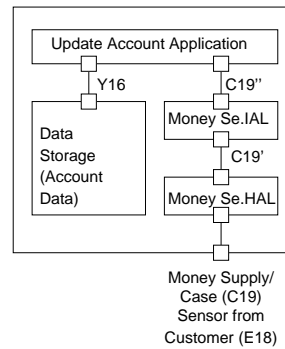 Update Account Application
Y16
C19''
Data
Storage
(Account
Data)
Money Se.IAL
C19'
Money Se.HAL
Money Supply/
Case (C19)
Sensor from
Customer (E18)